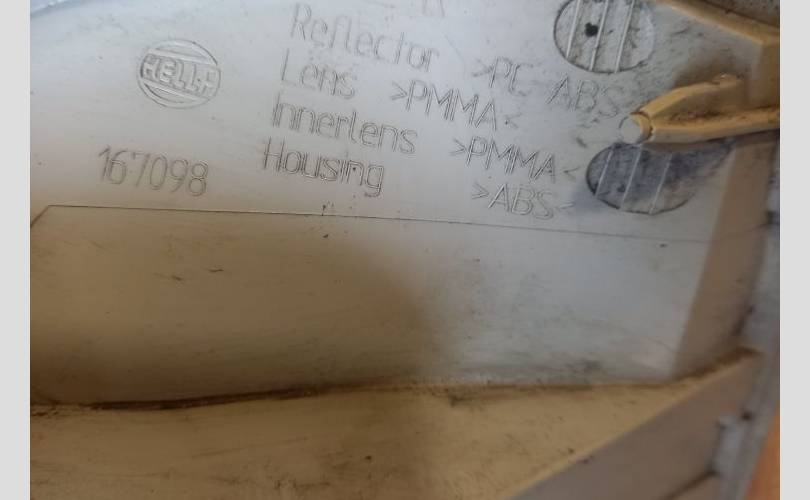 Reflector >PC ABS
Lens >PMMA<
Innerlens >PMMA<
Housing >ABS<
HELLA
167098